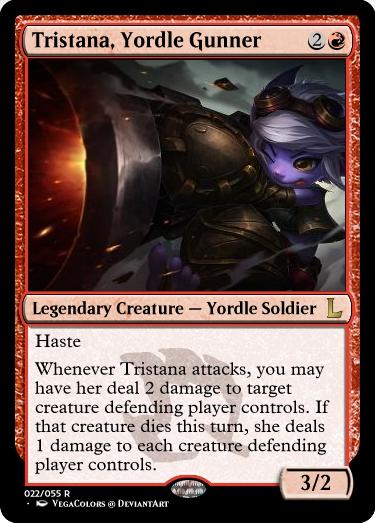 Tristana, Yordle Gunner 2
Legendary Creature — Yordle Soldier L
Haste
Whenever Tristana attacks, you may
have her deal 2 damage to target
creature defending player controls. If
that creature dies this turn, she deals
1 damage to each creature defending
player controls.
3/2
022/055 R
VegaColors @ DeviantArt